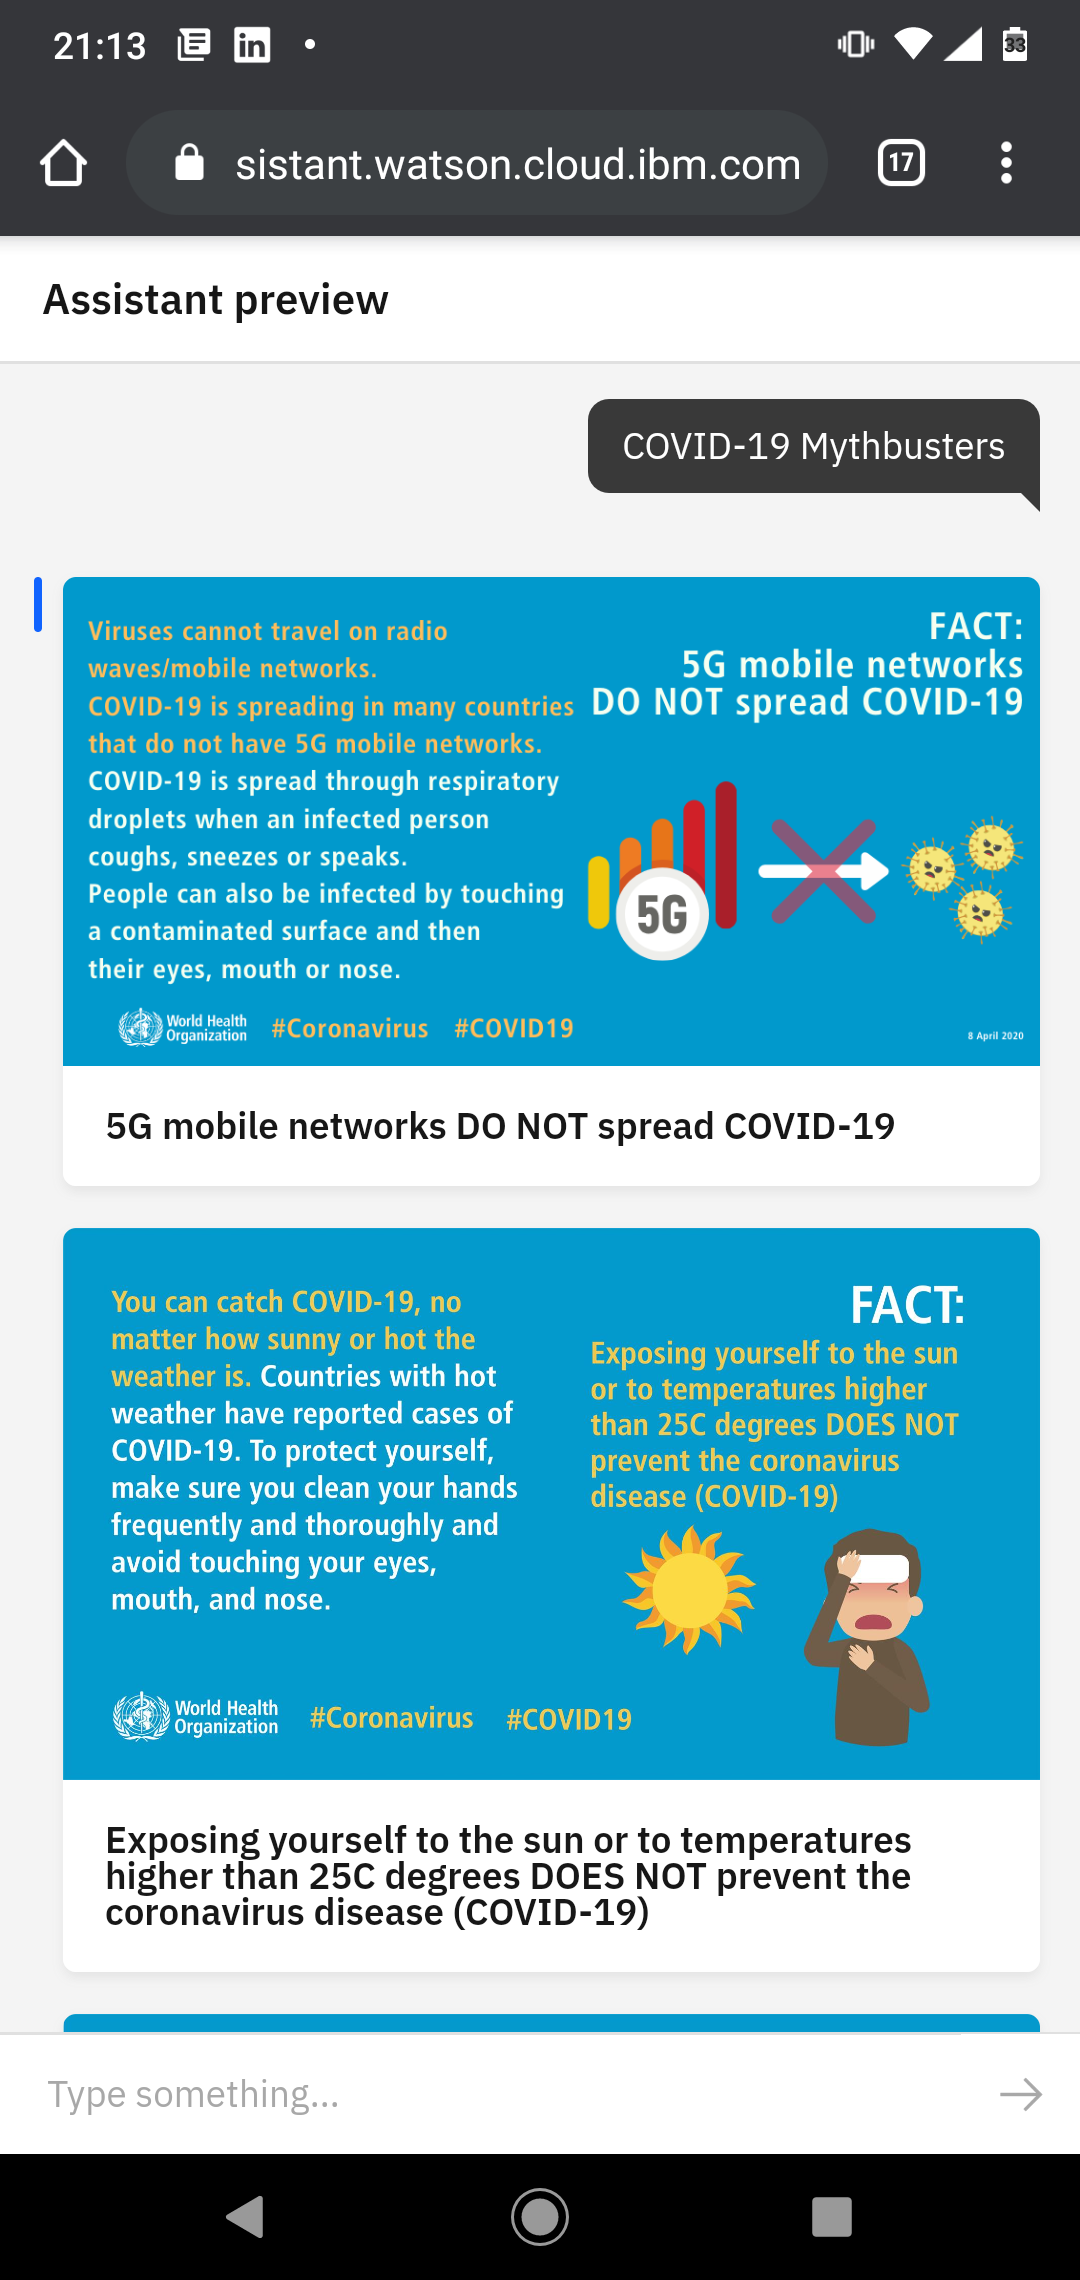 21:13
33
sistant.watson.cloud.ibm.com
17
Assistant preview
COVID-19 Mythbusters
Viruses cannot travel on radio
waves/mobile networks.
COVID-19 is spreading in many countries
that do not have 5G mobile networks.
COVID-19 is spread through respiratory
droplets when an infected person
coughs, sneezes or speaks.
People can also be infected by touching
a contaminated surface and then
their eyes, mouth or nose.
FACT:
5G mobile networks
DO NOT spread COVID-19
5G
World Health
Organization
#Coronavirus #COVID19
8 April 2020
5G mobile networks DO NOT spread COVID-19
You can catch COVID-19, no
matter how sunny or hot the
weather is. Countries with hot
weather have reported cases of
COVID-19. To protect yourself,
make sure you clean your hands
frequently and thoroughly and
avoid touching your eyes,
mouth, and nose.
FACT:
Exposing yourself to the sun
or to temperatures higher
than 25C degrees DOES NOT
prevent the coronavirus
disease (COVID-19)
World Health
Organization
#Coronavirus #COVID19
Exposing yourself to the sun or to temperatures
higher than 25C degrees DOES NOT prevent the
coronavirus disease (COVID-19)
Type something...